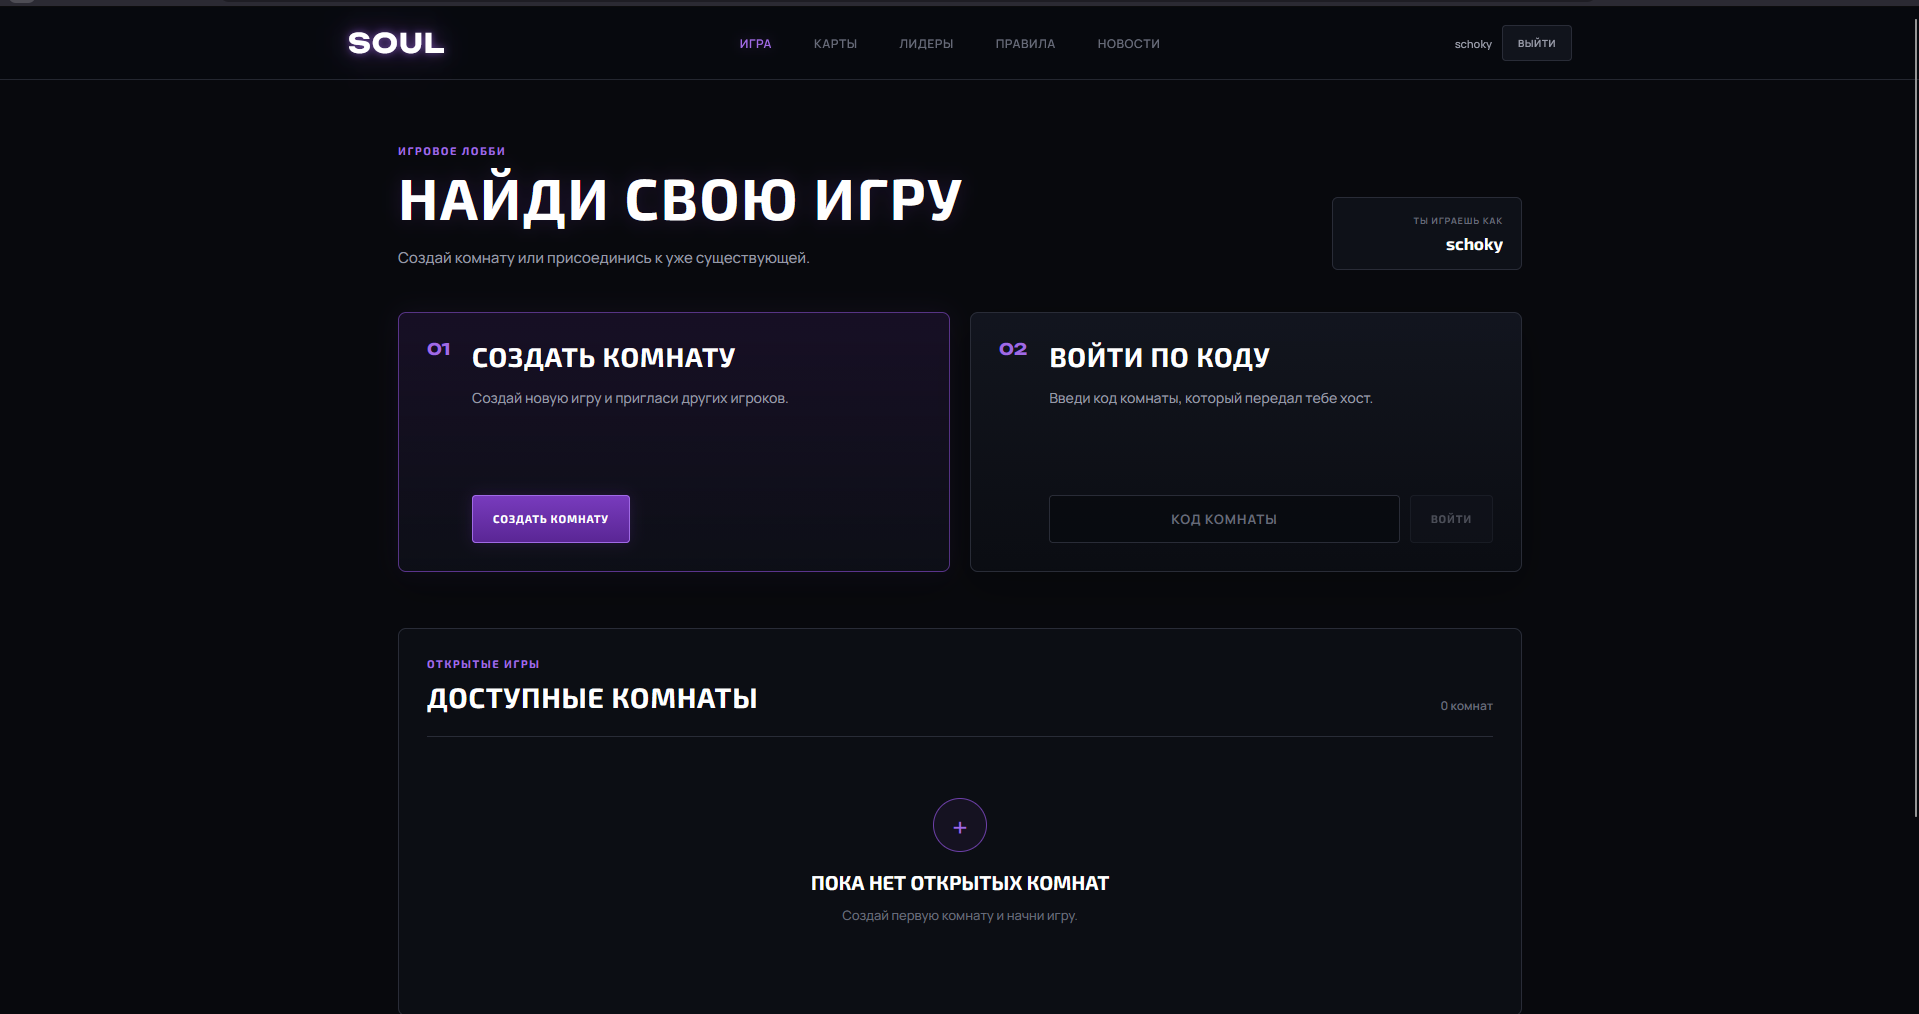 SOUL
ИГРА
КАРТЫ
ЛИДЕРЫ
ПРАВИЛА
НОВОСТИ
schoky
ВЫЙТИ
ИГРОВОЕ ЛОББИ
НАЙДИ СВОЮ ИГРУ
Создай комнату или присоединись к уже существующей.
ТЫ ИГРАЕШЬ КАК
schoky
01
СОЗДАТЬ КОМНАТУ
Создай новую игру и пригласи других игроков.
СОЗДАТЬ КОМНАТУ
02
ВОЙТИ ПО КОДУ
Введи код комнаты, который передал тебе хост.
КОД КОМНАТЫ
ВОЙТИ
ОТКРЫТЫЕ ИГРЫ
ДОСТУПНЫЕ КОМНАТЫ
0 комнат
+
ПОКА НЕТ ОТКРЫТЫХ КОМНАТ
Создай первую комнату и начни игру.